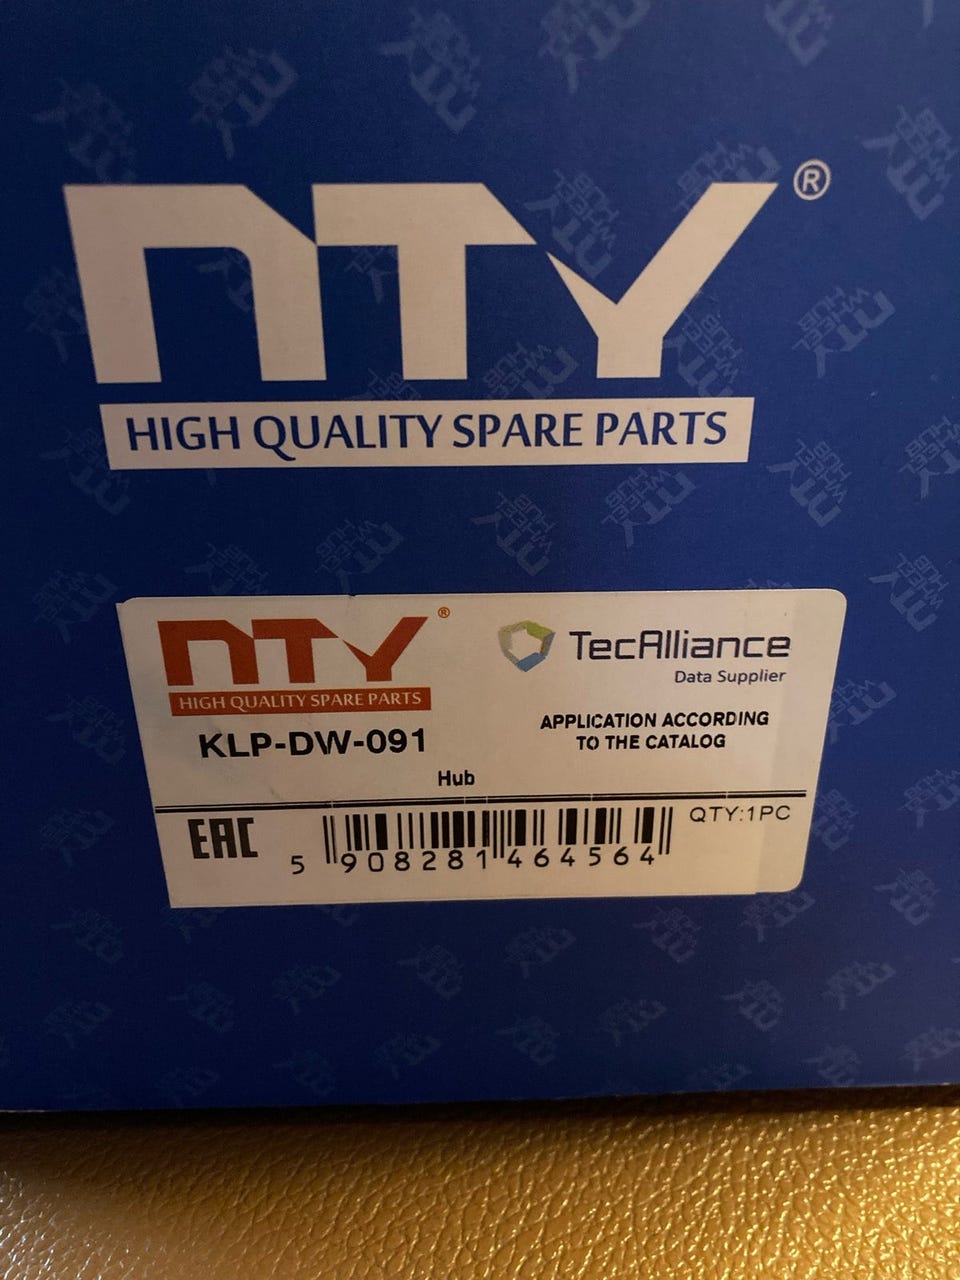 NTY®
HIGH QUALITY SPARE PARTS
NTY®
HIGH QUALITY SPARE PARTS
TecAlliance
Data Supplier
KLP-DW-091
APPLICATION ACCORDING
TO THE CATALOG
Hub
EAC
QTY:1PC
5 908281 464564